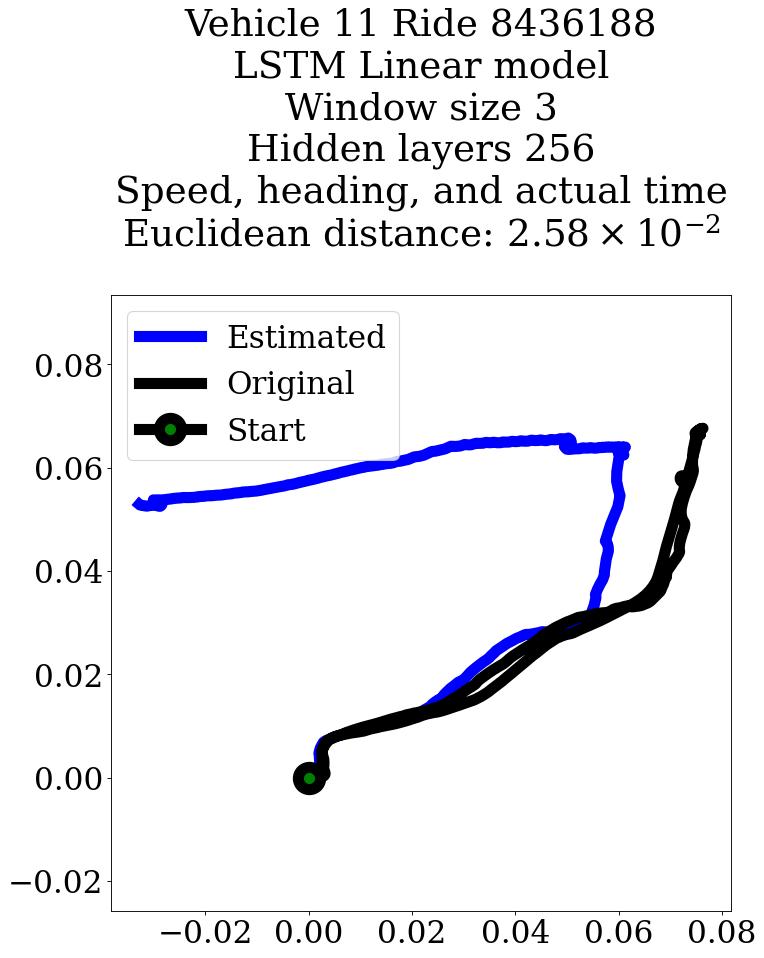 Vehicle 11 Ride 8436188
LSTM Linear model
Window size 3
Hidden layers 256
Speed, heading, and actual time
Euclidean distance: 2.58 × 10⁻²
Estimated
Original
Start
0.08
0.06
0.04
0.02
0.00
−0.02
−0.02 0.00 0.02 0.04 0.06 0.08